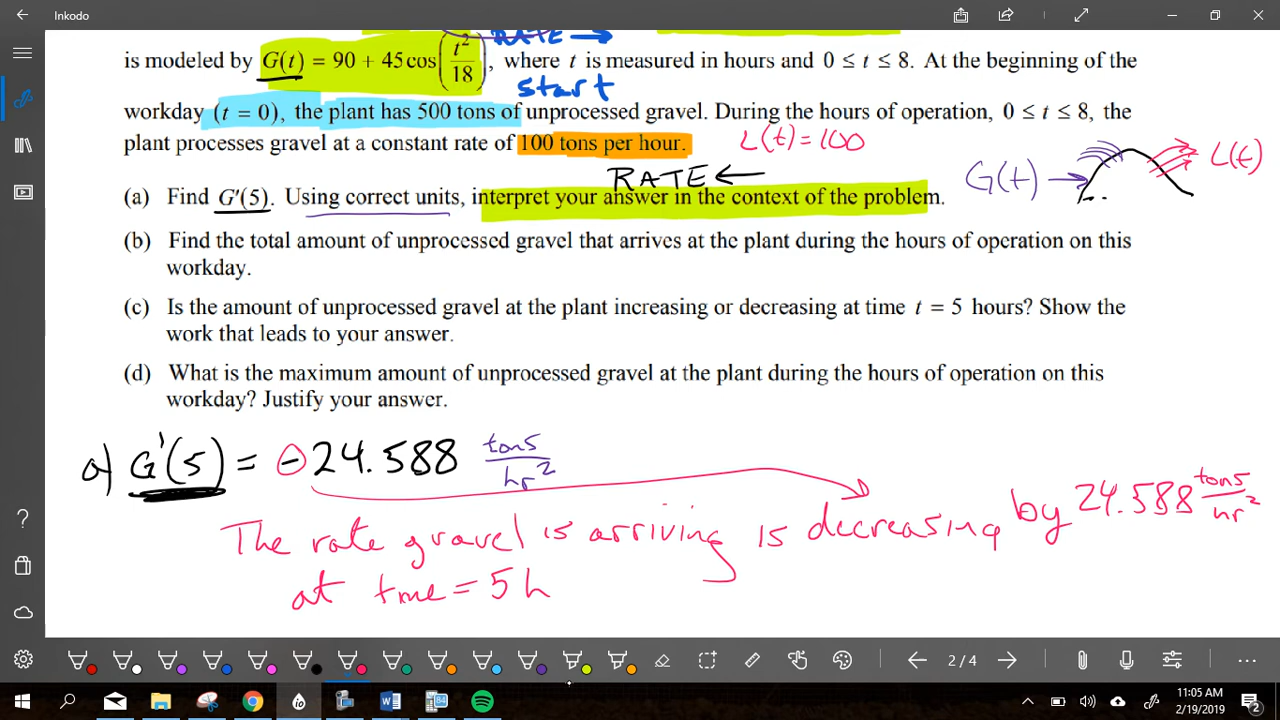 Inkodo
RATE
is modeled by G(t) = 90 + 45cos(t²/18), where t is measured in hours and 0 ≤ t ≤ 8. At the beginning of the
start
workday (t = 0), the plant has 500 tons of unprocessed gravel. During the hours of operation, 0 ≤ t ≤ 8, the
plant processes gravel at a constant rate of 100 tons per hour.
L(t) = 100
RATE
G(t)
L(t)
(a) Find G'(5). Using correct units, interpret your answer in the context of the problem.
(b) Find the total amount of unprocessed gravel that arrives at the plant during the hours of operation on this
workday.
(c) Is the amount of unprocessed gravel at the plant increasing or decreasing at time t = 5 hours? Show the
work that leads to your answer.
(d) What is the maximum amount of unprocessed gravel at the plant during the hours of operation on this
workday? Justify your answer.
a) G'(5) = -24.588 tons/hr²
The rate gravel is arriving is decreasing by 24.588 tons/hr²
at tme = 5 h
2 / 4
11:05 AM
2/19/2019
2